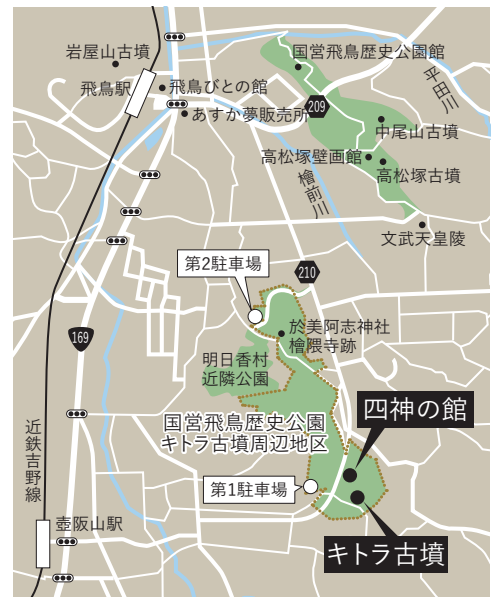 岩屋山古墳
飛鳥駅
飛鳥びとの館
あすか夢販売所
国営飛鳥歴史公園館
209
平田川
中尾山古墳
高松塚壁画館
高松塚古墳
檜前川
文武天皇陵
第2駐車場
210
於美阿志神社
檜隈寺跡
169
明日香村
近隣公園
国営飛鳥歴史公園
キトラ古墳周辺地区
四神の館
近鉄吉野線
第1駐車場
壺阪山駅
キトラ古墳